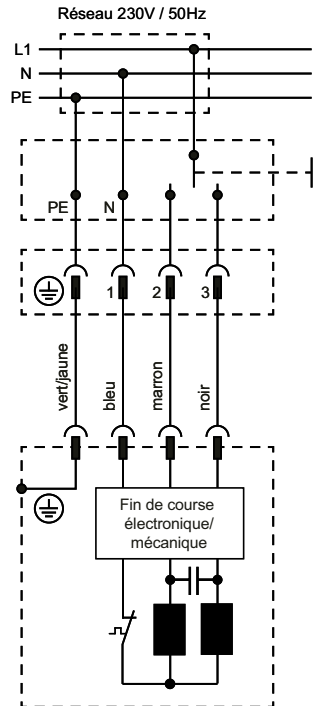 Réseau 230V / 50Hz
L1
N
PE
PE N
1 2 3
vert/jaune
bleu
marron
noir
Fin de course
électronique/
mécanique